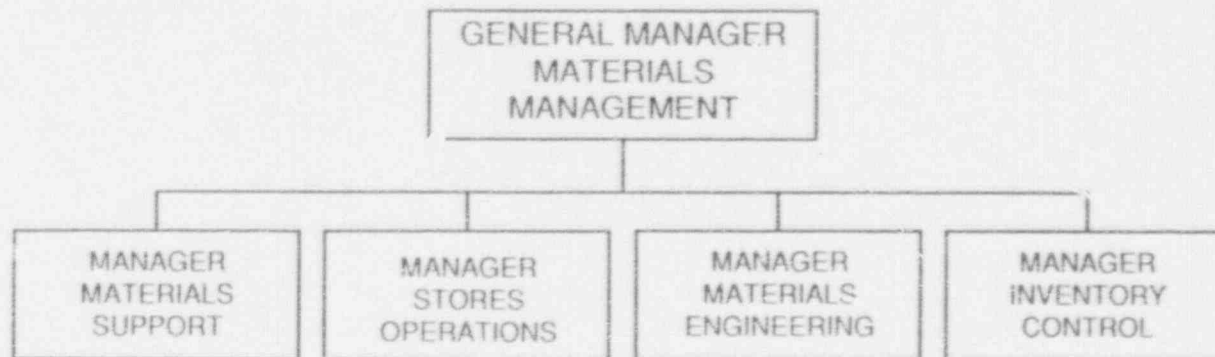 GENERAL MANAGER
MATERIALS
MANAGEMENT
MANAGER
MATERIALS
SUPPORT
MANAGER
STORES
OPERATIONS
MANAGER
MATERIALS
ENGINEERING
MANAGER
INVENTORY
CONTROL